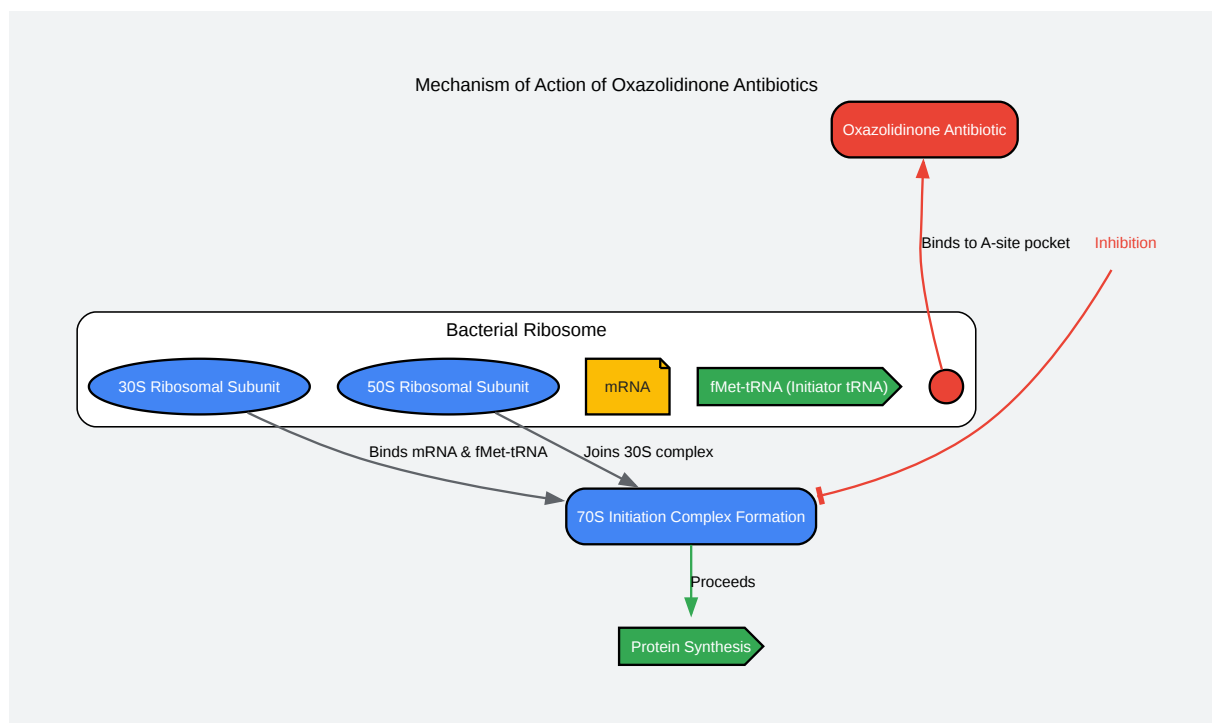 Mechanism of Action of Oxazolidinone Antibiotics
Oxazolidinone Antibiotic
Binds to A-site pocket
Inhibition
Bacterial Ribosome
30S Ribosomal Subunit
50S Ribosomal Subunit
mRNA
fMet-tRNA (Initiator tRNA)
Binds mRNA & fMet-tRNA
Joins 30S complex
70S Initiation Complex Formation
Proceeds
Protein Synthesis